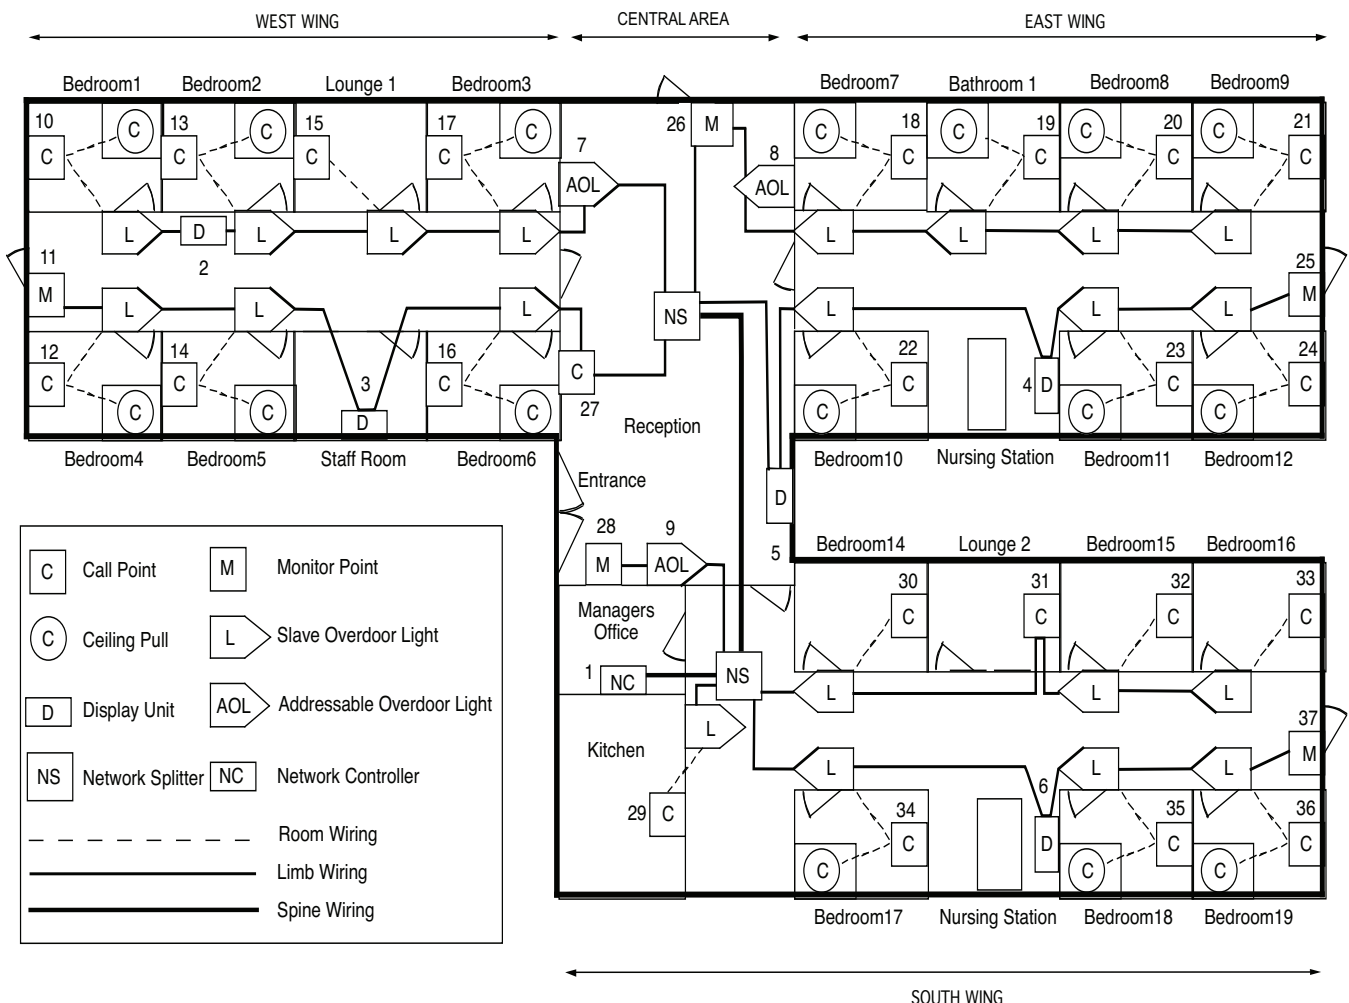 WEST WING
CENTRAL AREA
EAST WING
Bedroom1
Bedroom2
Lounge 1
Bedroom3
Bedroom7
Bathroom 1
Bedroom8
Bedroom9
10
C
C
13
C
C
15
C
17
C
C
7
AOL
26
M
8
AOL
C
18
C
C
19
C
C
20
C
C
21
C
L
D
L
L
L
2
L
L
L
L
11
M
25
M
L
L
L
NS
L
L
L
12
C
C
14
C
C
3
D
16
C
C
C
27
22
C
C
4
D
23
C
C
24
C
C
Reception
Bedroom4
Bedroom5
Staff Room
Bedroom6
Bedroom10
Nursing Station
Bedroom11
Bedroom12
Entrance
D
5
28
M
9
AOL
Bedroom14
Lounge 2
Bedroom15
Bedroom16
30
C
31
C
32
C
33
C
Managers
Office
1
NC
NS
L
L
L
L
Kitchen
29
C
37
M
L
6
L
L
34
C
C
D
35
C
C
36
C
C
Bedroom17
Nursing Station
Bedroom18
Bedroom19
SOUTH WING
C
Call Point
M
Monitor Point
C
Ceiling Pull
L
Slave Overdoor Light
D
Display Unit
AOL
Addressable Overdoor Light
NS
Network Splitter
NC
Network Controller
Room Wiring
Limb Wiring
Spine Wiring